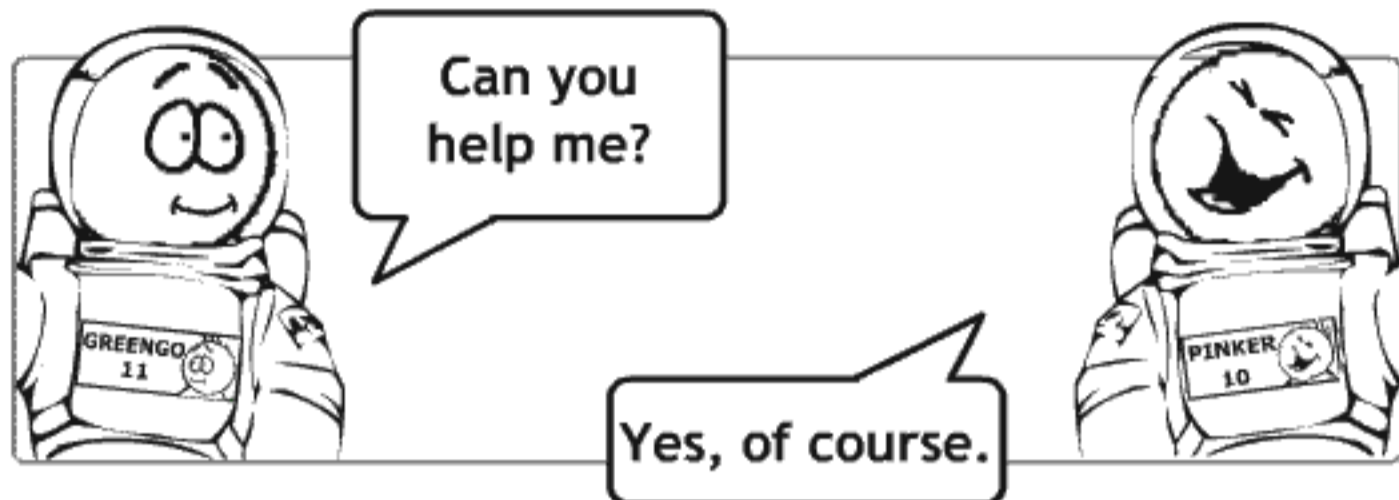 Can you
help me?
GREENGO
11
PINKER
10
Yes, of course.